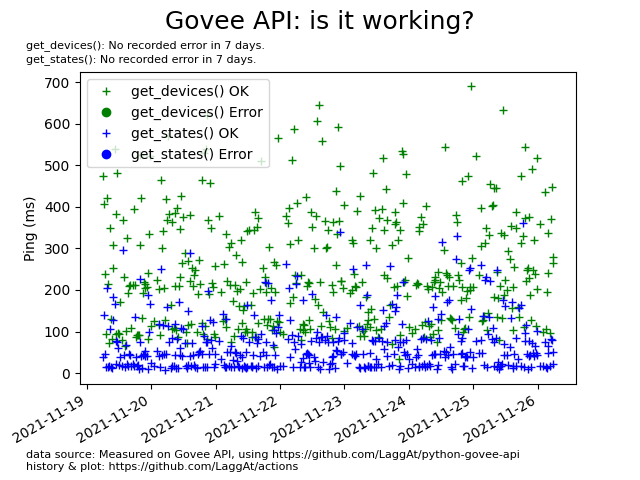 Govee API: is it working?
get_devices(): No recorded error in 7 days.
get_states(): No recorded error in 7 days.
get_devices() OK
get_devices() Error
get_states() OK
get_states() Error
700
600
500
400
300
200
100
0
Ping (ms)
2021-11-19
2021-11-20
2021-11-21
2021-11-22
2021-11-23
2021-11-24
2021-11-25
2021-11-26
data source: Measured on Govee API, using https://github.com/LaggAt/python-govee-api
history & plot: https://github.com/LaggAt/actions